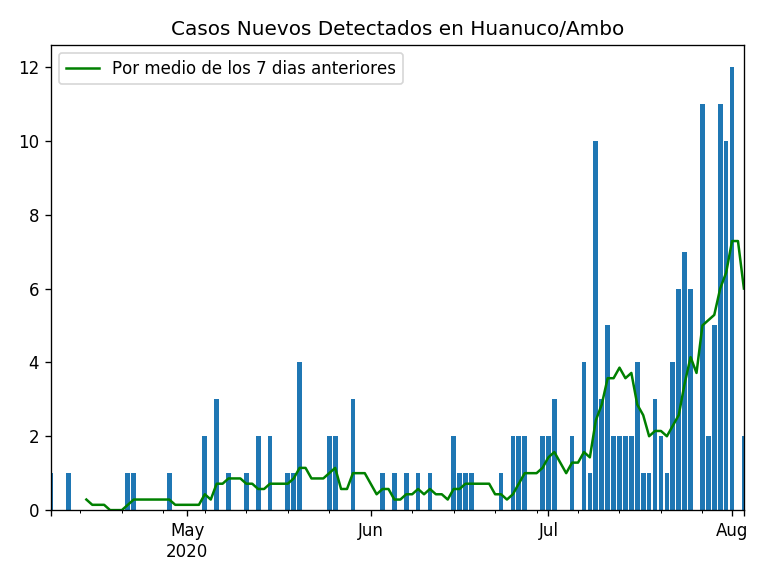 Casos Nuevos Detectados en Huanuco/Ambo
Por medio de los 7 dias anteriores
12
10
8
6
4
2
0
May
2020
Jun
Jul
Aug